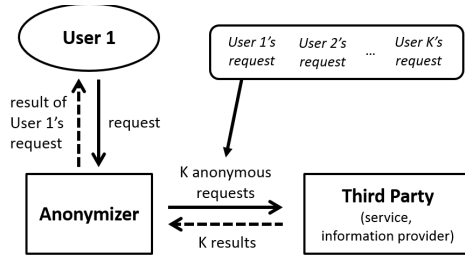 User 1
User 1's User 2's ... User K's
request request request
result of
User 1's
request
request
K anonymous
requests
Anonymizer
K results
Third Party
(service,
information provider)